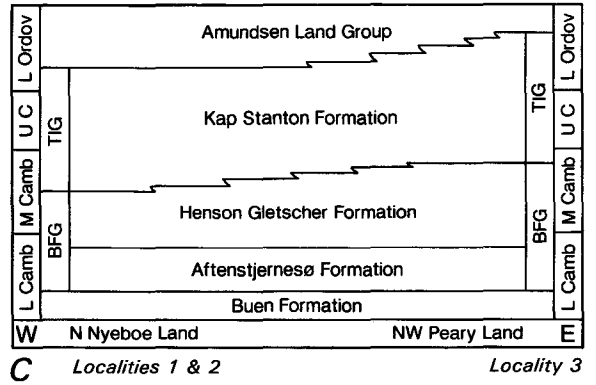 L Ordov
Amundsen Land Group
L Ordov
U C
TIG
Kap Stanton Formation
TIG
U C
M Camb
Henson Gletscher Formation
M Camb
BFG
BFG
L Camb
Aftenstjernesø Formation
L Camb
Buen Formation
W N Nyeboe Land NW Peary Land E
C Localities 1 & 2 Locality 3